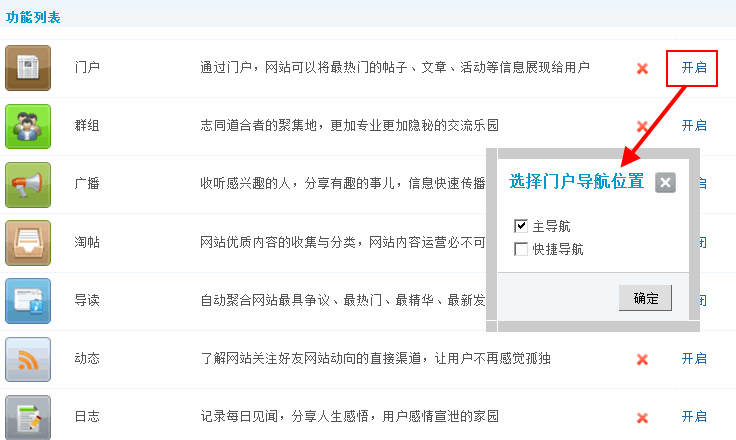 功能列表
门户 通过门户，网站可以将最热门的帖子、文章、活动等信息展现给用户 开启
群组 志同道合者的聚集地，更加专业更加隐秘的交流乐园 开启
选择门户导航位置
广播 收听感兴趣的人，分享有趣的事儿，信息快速传播 启
主导航
淘帖 网站优质内容的收集与分类，网站内容运营必不可 闭
快捷导航
导读 自动聚合网站最具争议、最热门、最精华、最新发 闭
确定
动态 了解网站关注好友网站动向的直接渠道，让用户不再感觉孤独 开启
日志 记录每日见闻，分享人生感悟，用户感情宣泄的家园 开启